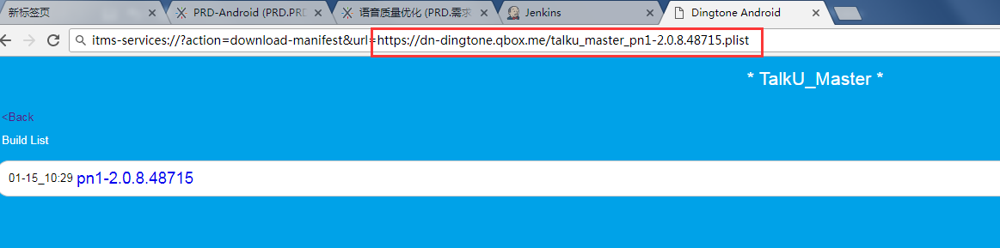 新标签页
PRD-Android (PRD.PRD
语音质量优化 (PRD.需求
Jenkins
Dingtone Android
itms-services://?action=download-manifest&url=https://dn-dingtone.qbox.me/talku_master_pn1-2.0.8.48715.plist
* TalkU_Master *
<Back
Build List
01-15_10:29 pn1-2.0.8.48715